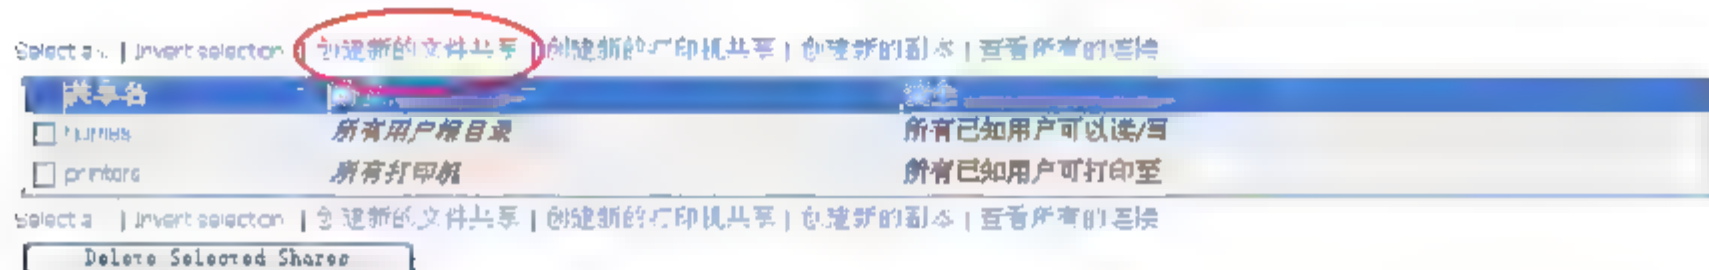 Select all | Invert selection | 创建新的文件共享 | 创建新的打印机共享 | 创建新的副本 | 查看所有的连接
共享名 安全
homes 所有用户根目录 所有已知用户可以读/写
printers 所有打印机 所有已知用户可打印至
Select all | Invert selection | 创建新的文件共享 | 创建新的打印机共享 | 创建新的副本 | 查看所有的连接
Delete Selected Shares